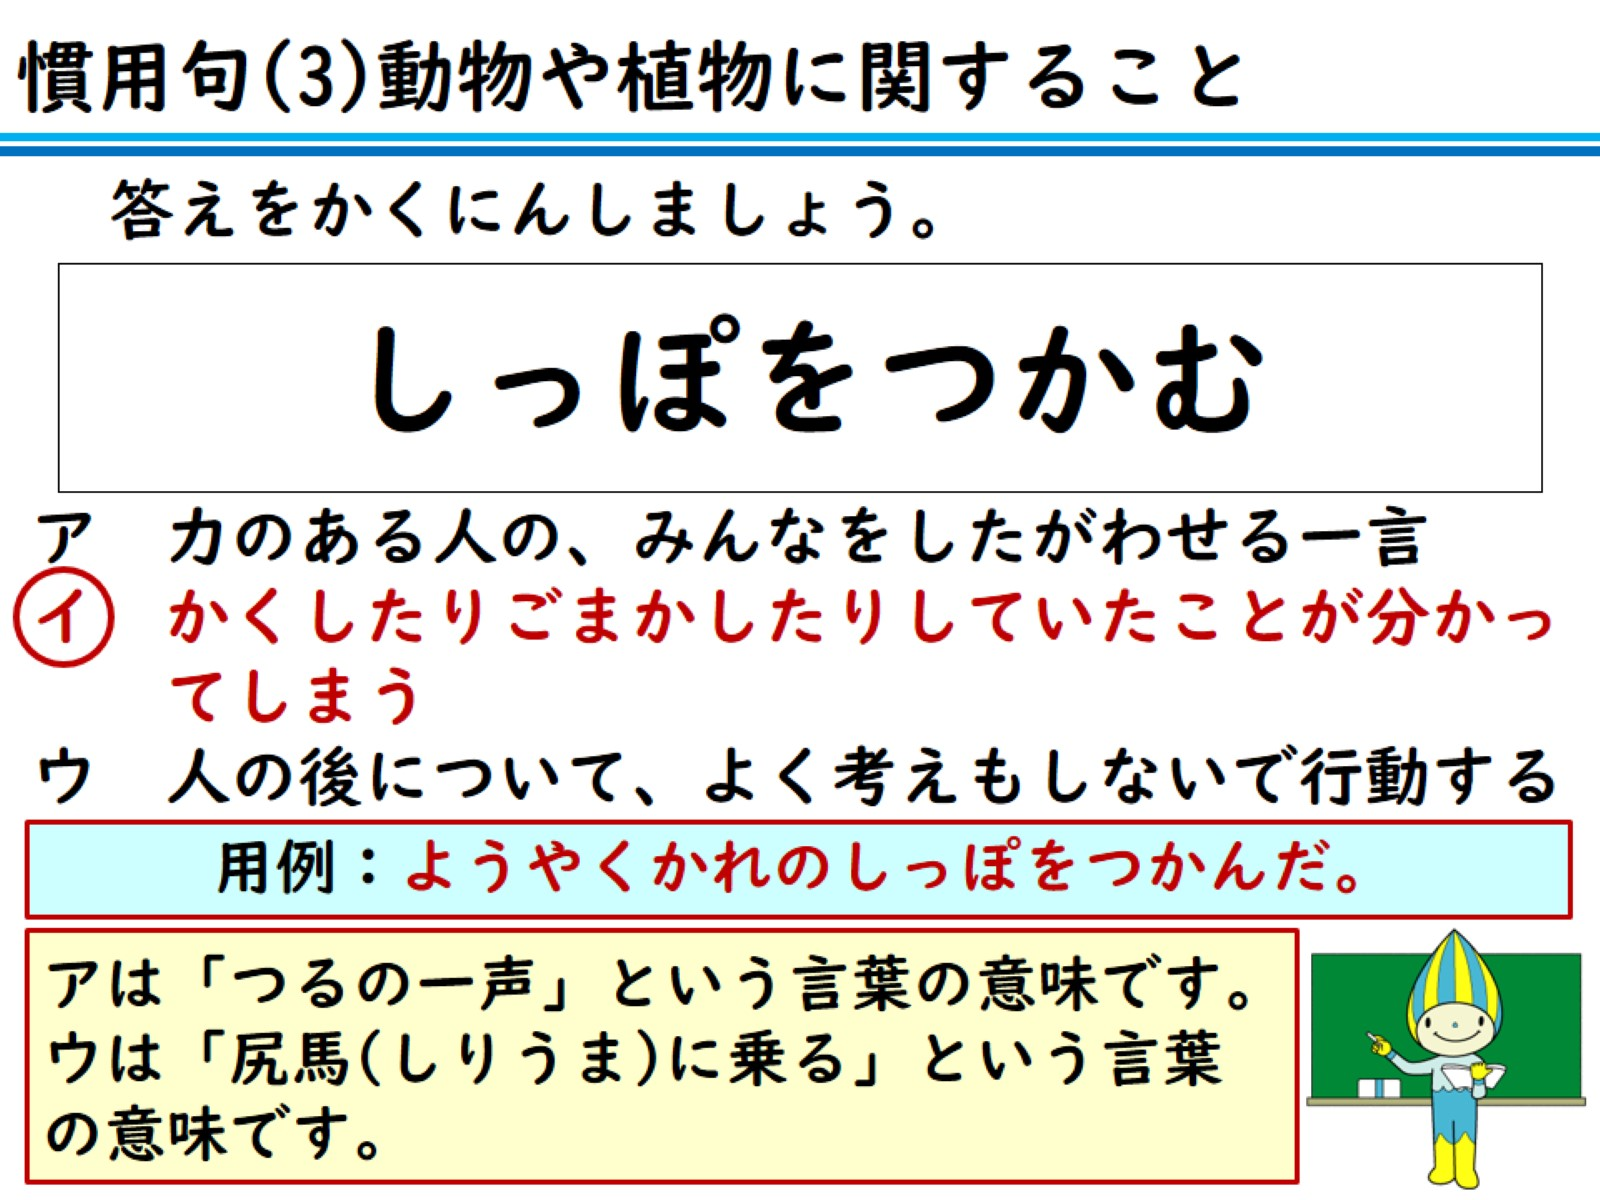 慣用句(3)動物や植物に関すること
答えをかくにんしましょう。
しっぽをつかむ
ア　力のある人の、みんなをしたがわせる一言
イ　かくしたりごまかしたりしていたことが分かっ
てしまう
ウ　人の後について、よく考えもしないで行動する
用例：ようやくかれのしっぽをつかんだ。
アは「つるの一声」という言葉の意味です。
ウは「尻馬(しりうま)に乗る」という言葉
の意味です。